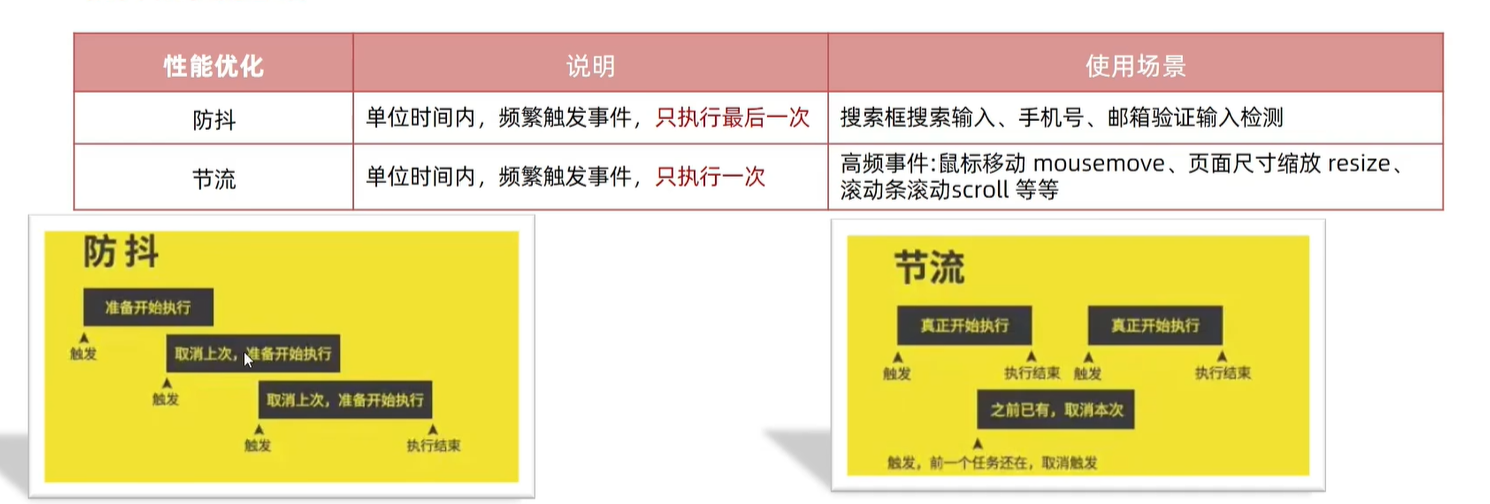 性能优化 说明 使用场景
防抖 单位时间内，频繁触发事件，只执行最后一次 搜索框搜索输入、手机号、邮箱验证输入检测
节流 单位时间内，频繁触发事件，只执行一次 高频事件:鼠标移动 mousemove、页面尺寸缩放 resize、
滚动条滚动scroll 等等
防抖
准备开始执行
触发
取消上次，准备开始执行
触发
取消上次，准备开始执行
触发 执行结束
节流
真正开始执行 真正开始执行
触发 执行结束 触发 执行结束
之前已有，取消本次
触发，前一个任务还在，取消触发